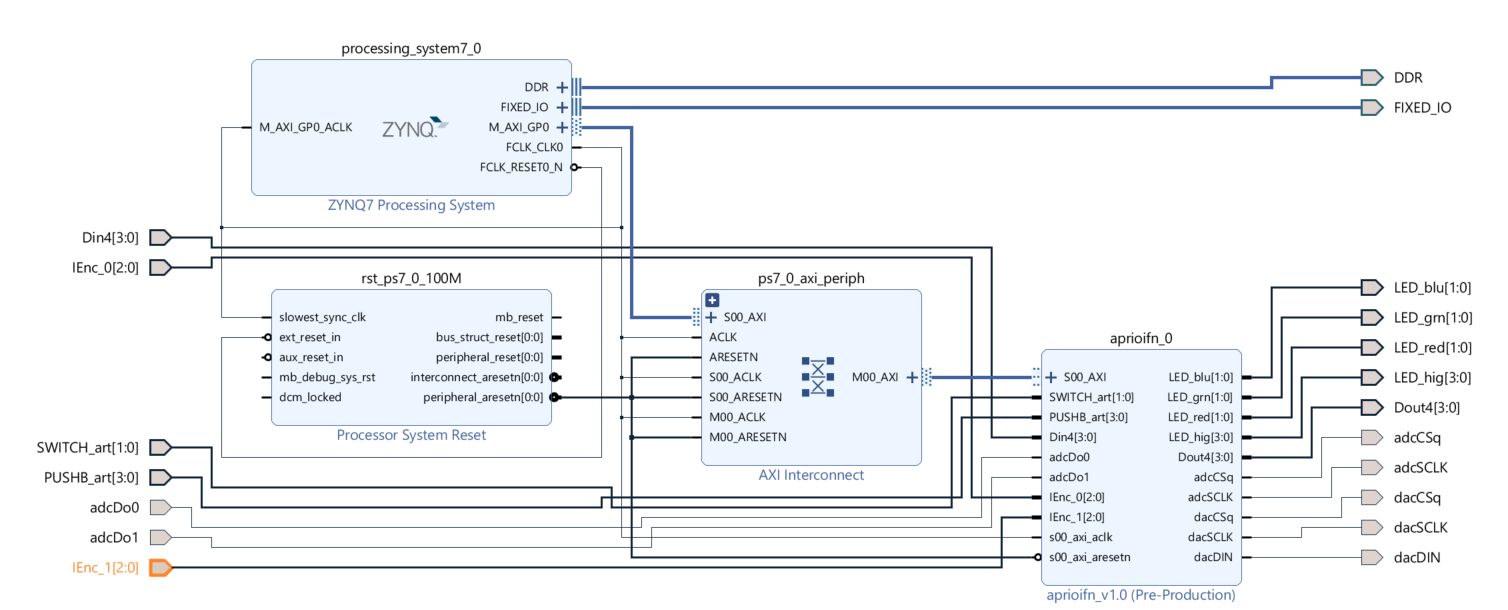 processing_system7_0
DDR
FIXED_IO
M_AXI_GP0_ACLK
ZYNQ
M_AXI_GP0
FCLK_CLK0
FCLK_RESET0_N
ZYNQ7 Processing System
DDR
FIXED_IO
Din4[3:0]
IEnc_0[2:0]
rst_ps7_0_100M
slowest_sync_clk
mb_reset
ext_reset_in
bus_struct_reset[0:0]
aux_reset_in
peripheral_reset[0:0]
mb_debug_sys_rst
interconnect_aresetn[0:0]
dcm_locked
peripheral_aresetn[0:0]
Processor System Reset
ps7_0_axi_periph
S00_AXI
ACLK
ARESETN
S00_ACLK
M00_AXI
S00_ARESETN
M00_ACLK
M00_ARESETN
AXI Interconnect
SWITCH_art[1:0]
PUSHB_art[3:0]
adcDo0
adcDo1
IEnc_1[2:0]
aprioifn_0
S00_AXI
LED_blu[1:0]
SWITCH_art[1:0]
LED_grn[1:0]
PUSHB_art[3:0]
LED_red[1:0]
Din4[3:0]
LED_hig[3:0]
adcDo0
Dout4[3:0]
adcDo1
adcCSq
IEnc_0[2:0]
adcSCLK
IEnc_1[2:0]
dacCSq
s00_axi_aclk
dacSCLK
s00_axi_aresetn
dacDIN
aprioifn_v1.0 (Pre-Production)
LED_blu[1:0]
LED_grn[1:0]
LED_red[1:0]
LED_hig[3:0]
Dout4[3:0]
adcCSq
adcSCLK
dacCSq
dacSCLK
dacDIN